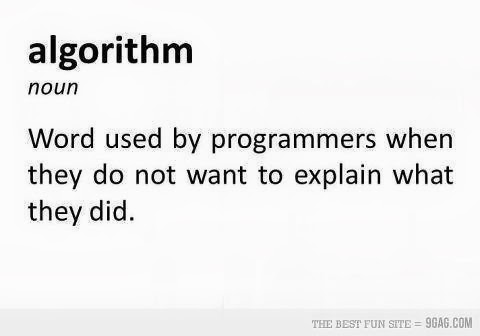 algorithm
noun
Word used by programmers when
they do not want to explain what
they did.
THE BEST FUN SITE = 9GAG.COM